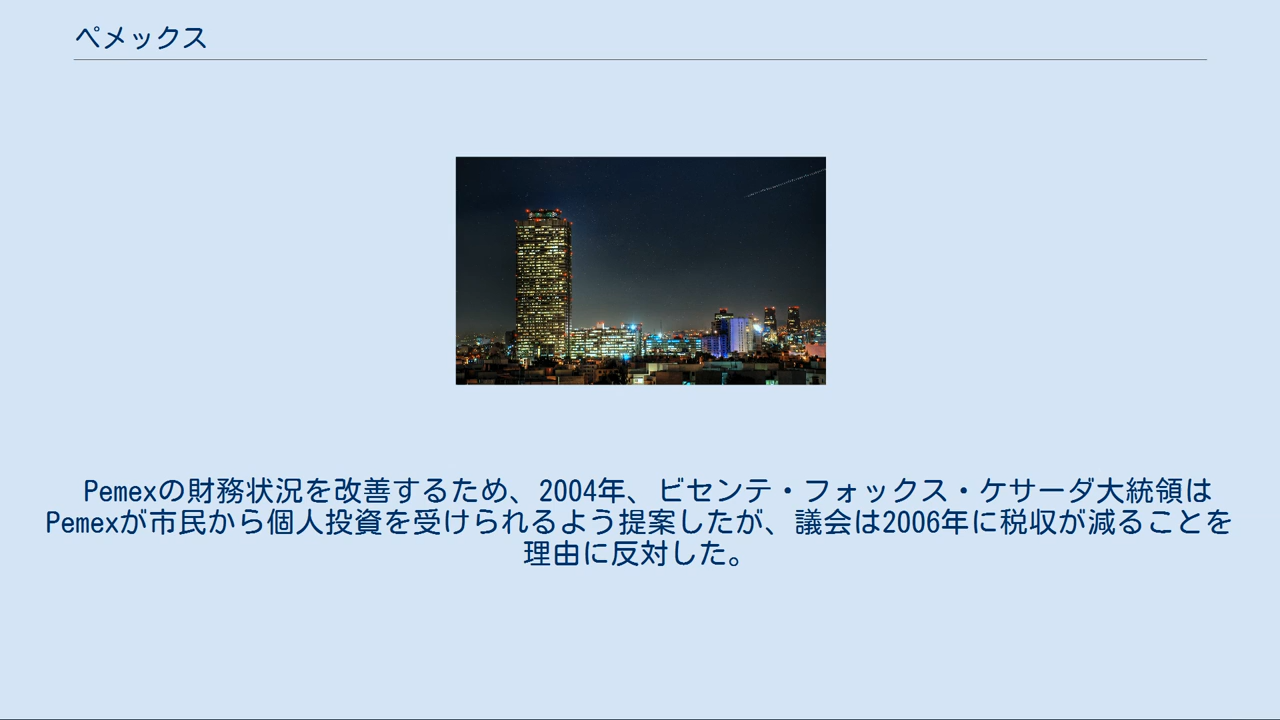 ペメックス
Pemexの財務状況を改善するため、2004年、ビセンテ・フォックス・ケサーダ大統領は
Pemexが市民から個人投資を受けられるよう提案したが、議会は2006年に税収が減ることを
理由に反対した。